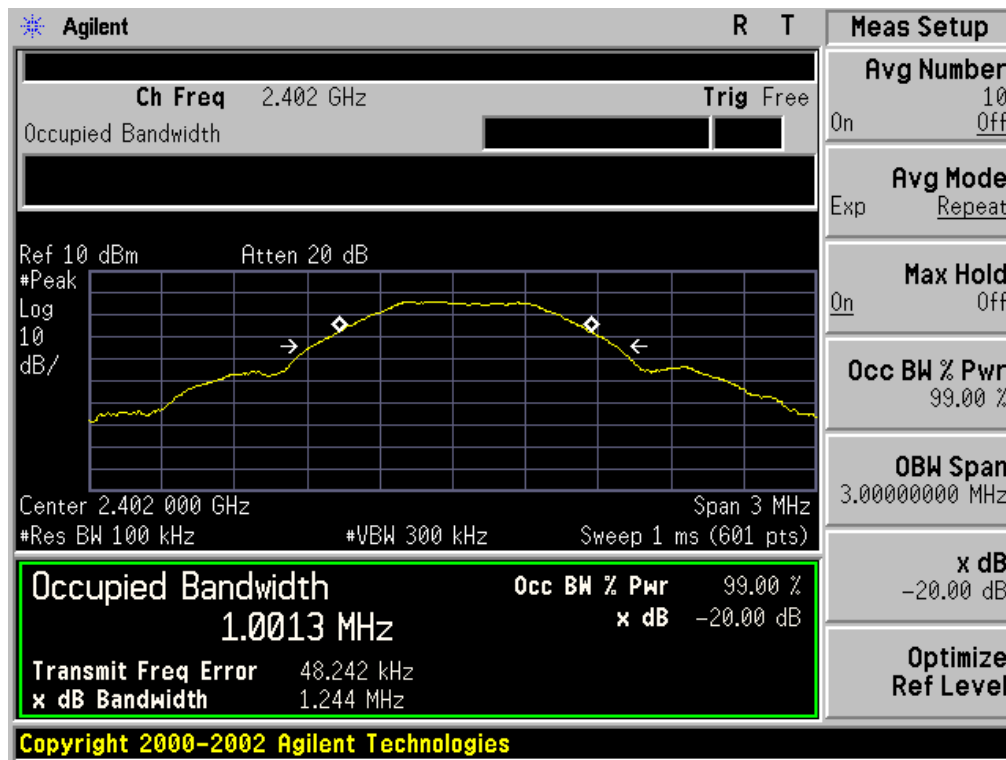 Agilent R T
Ch Freq 2.402 GHz Trig Free
Occupied Bandwidth
Ref 10 dBm Atten 20 dB
#Peak
Log
10
dB/
Center 2.402 000 GHz Span 3 MHz
#Res BW 100 kHz #VBW 300 kHz Sweep 1 ms (601 pts)
Occupied Bandwidth
1.0013 MHz
Occ BW % Pwr 99.00 %
x dB -20.00 dB
Transmit Freq Error 48.242 kHz
x dB Bandwidth 1.244 MHz
Copyright 2000-2002 Agilent Technologies
Meas Setup
Avg Number
10
On Off
Avg Mode
Exp Repeat
Max Hold
On Off
Occ BW % Pwr
99.00 %
OBW Span
3.00000000 MHz
x dB
-20.00 dB
Optimize
Ref Level